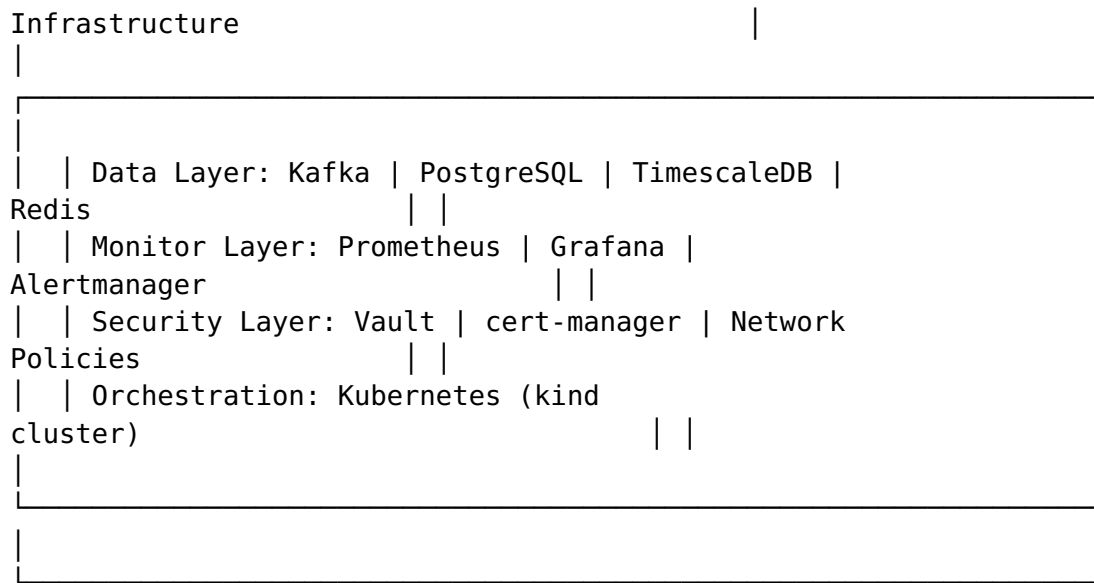 Infrastructure │
│
┌─────────────────────────────────────────────────────────────────
│
│ │ Data Layer: Kafka | PostgreSQL | TimescaleDB |
Redis │ │
│ │ Monitor Layer: Prometheus | Grafana |
Alertmanager │ │
│ │ Security Layer: Vault | cert-manager | Network
Policies │ │
│ │ Orchestration: Kubernetes (kind
cluster) │ │
│
└─────────────────────────────────────────────────────────────────
│
└─────────────────────────────────────────────────────────────────